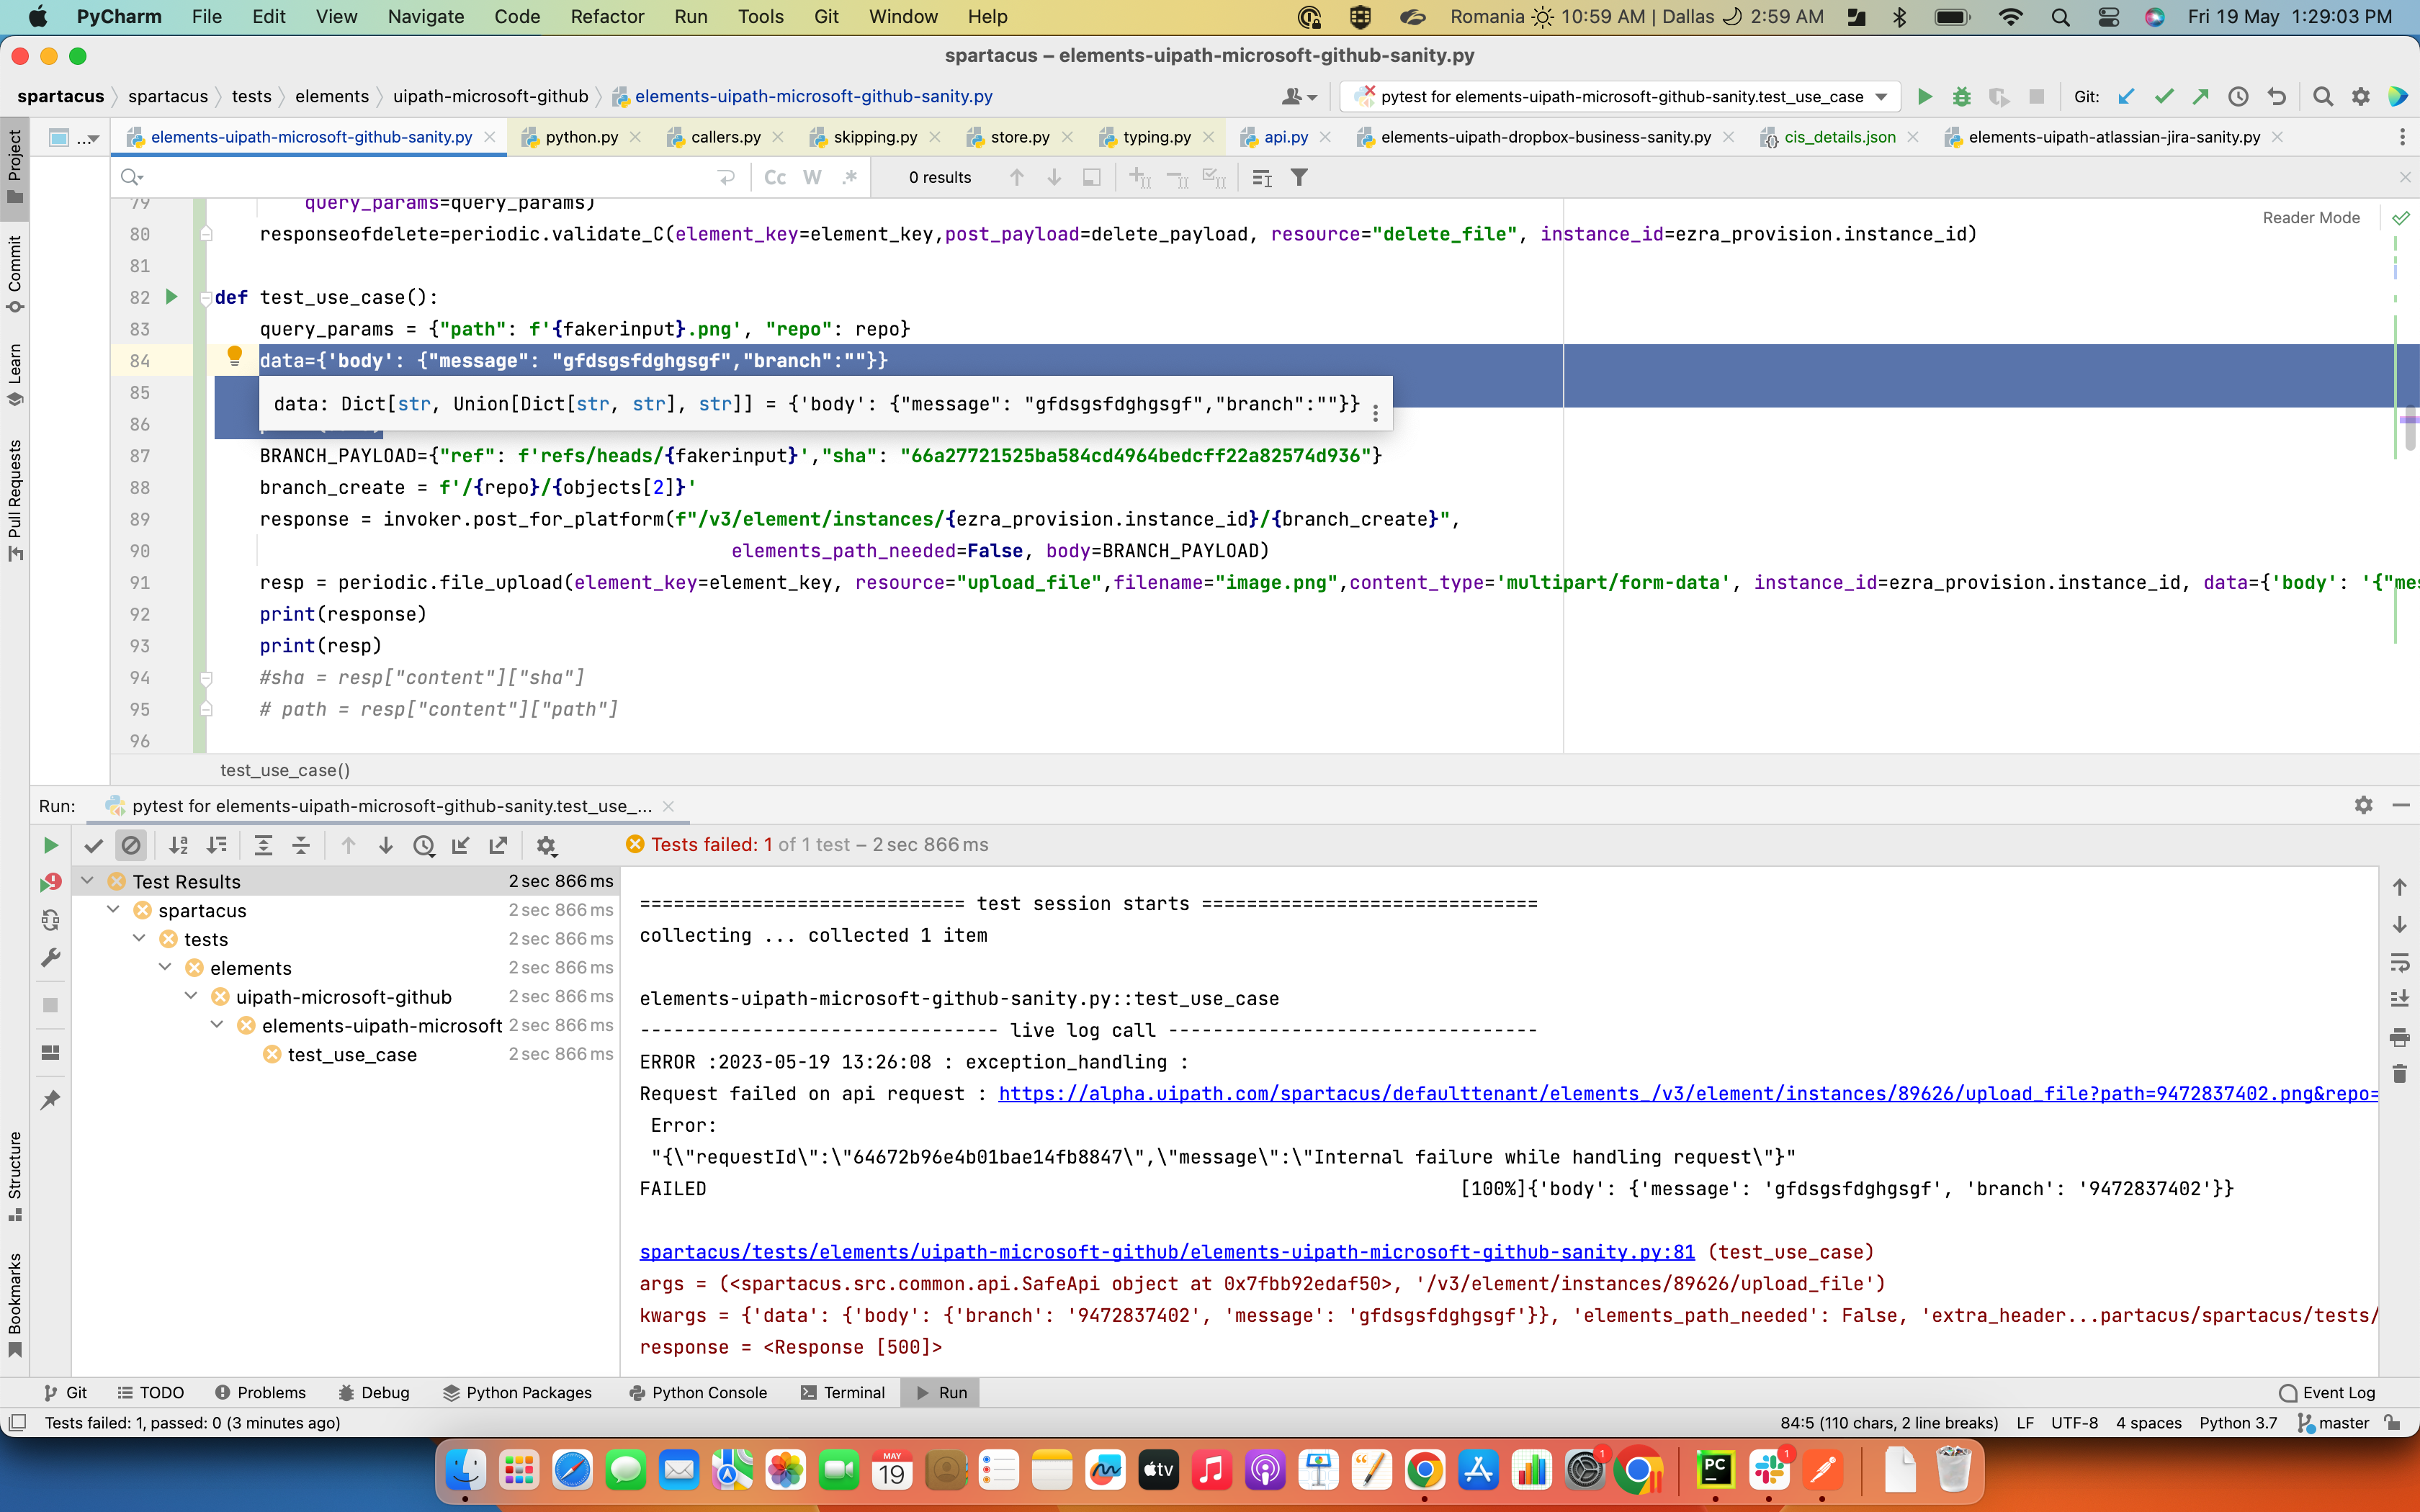 PyCharm File Edit View Navigate Code Refactor Run Tools Git Window Help Romania 10:59 AM | Dallas 2:59 AM Fri 19 May 1:29:03 PM
spartacus – elements-uipath-microsoft-github-sanity.py
spartacus spartacus tests elements uipath-microsoft-github elements-uipath-microsoft-github-sanity.py pytest for elements-uipath-microsoft-github-sanity.test_use_case Git:
... elements-uipath-microsoft-github-sanity.py python.py callers.py skipping.py store.py typing.py api.py elements-uipath-dropbox-business-sanity.py cis_details.json elements-uipath-atlassian-jira-sanity.py
Cc W .* 0 results
Project
Commit
Learn
Pull Requests
Structure
Bookmarks
Reader Mode
79 query_params=query_params)
80 responseofdelete=periodic.validate_C(element_key=element_key,post_payload=delete_payload, resource="delete_file", instance_id=ezra_provision.instance_id)
81
82 def test_use_case():
83 query_params = {"path": f'{fakerinput}.png', "repo": repo}
84 data={'body': {"message": "gfdsgsfdghgsgf","branch":""}}
85
data: Dict[str, Union[Dict[str, str], str]] = {'body': {"message": "gfdsgsfdghgsgf","branch":""}}
86
87 BRANCH_PAYLOAD={"ref": f'refs/heads/{fakerinput}',"sha": "66a27721525ba584cd4964bedcff22a82574d936"}
88 branch_create = f'/{repo}/{objects[2]}'
89 response = invoker.post_for_platform(f"/v3/element/instances/{ezra_provision.instance_id}/{branch_create}",
90 elements_path_needed=False, body=BRANCH_PAYLOAD)
91 resp = periodic.file_upload(element_key=element_key, resource="upload_file",filename="image.png",content_type='multipart/form-data', instance_id=ezra_provision.instance_id, data={'body': '{"mes
92 print(response)
93 print(resp)
94 #sha = resp["content"]["sha"]
95 # path = resp["content"]["path"]
96
test_use_case()
Run: pytest for elements-uipath-microsoft-github-sanity.test_use_...
Tests failed: 1 of 1 test – 2 sec 866 ms
Test Results 2 sec 866 ms
spartacus 2 sec 866 ms
tests 2 sec 866 ms
elements 2 sec 866 ms
uipath-microsoft-github 2 sec 866 ms
elements-uipath-microsoft 2 sec 866 ms
test_use_case 2 sec 866 ms
============================= test session starts ==============================
collecting ... collected 1 item
elements-uipath-microsoft-github-sanity.py::test_use_case
-------------------------------- live log call ---------------------------------
ERROR :2023-05-19 13:26:08 : exception_handling :
Request failed on api request : https://alpha.uipath.com/spartacus/defaulttenant/elements_/v3/element/instances/89626/upload_file?path=9472837402.png&repo=
Error:
"{\"requestId\":\"64672b96e4b01bae14fb8847\",\"message\":\"Internal failure while handling request\"}"
FAILED [100%]{'body': {'message': 'gfdsgsfdghgsgf', 'branch': '9472837402'}}
spartacus/tests/elements/uipath-microsoft-github/elements-uipath-microsoft-github-sanity.py:81 (test_use_case)
args = (<spartacus.src.common.api.SafeApi object at 0x7fbb92edaf50>, '/v3/element/instances/89626/upload_file')
kwargs = {'data': {'body': {'branch': '9472837402', 'message': 'gfdsgsfdghgsgf'}}, 'elements_path_needed': False, 'extra_header...partacus/spartacus/tests/
response = <Response [500]>
Git TODO Problems Debug Python Packages Python Console Terminal Run Event Log
Tests failed: 1, passed: 0 (3 minutes ago) 84:5 (110 chars, 2 line breaks) LF UTF-8 4 spaces Python 3.7 master
MAY
19
tv
1
PC
1